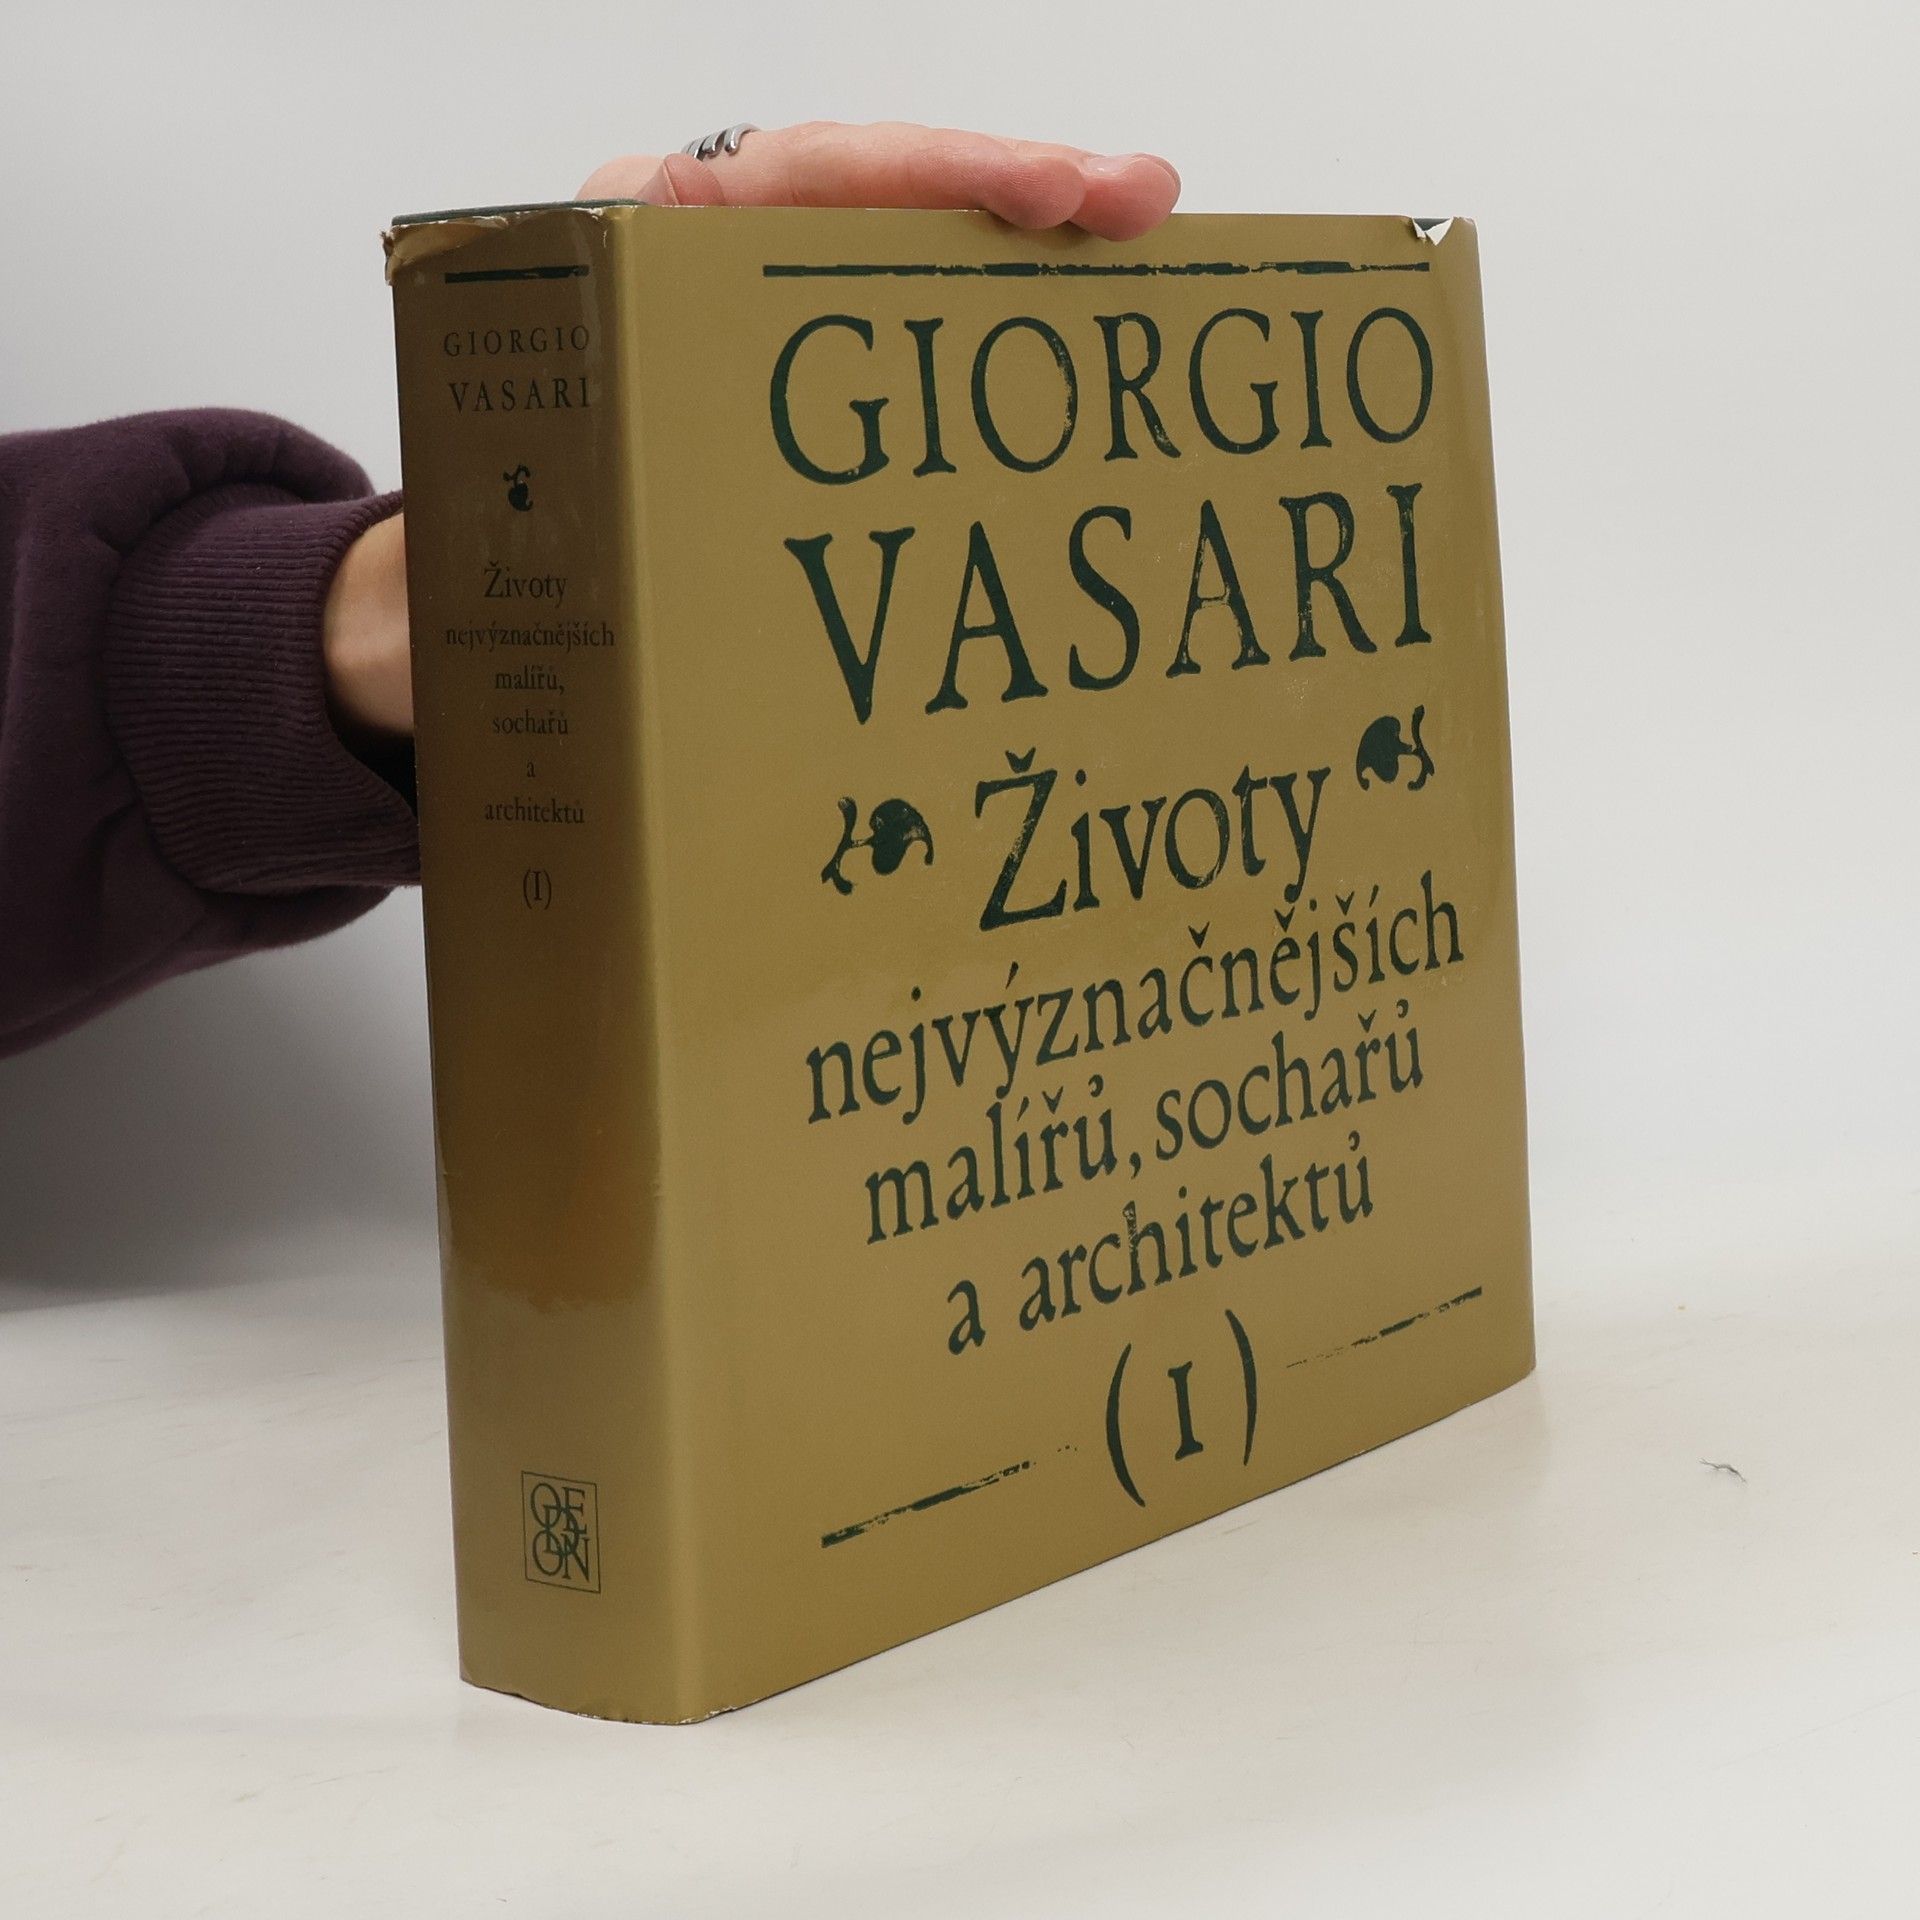 GIORGIO
VASARI
Životy
nejvýznačnějších
malířů,
sochařů
a
architektů
(I)
ODEON
GIORGIO
VASARI
Životy
nejvýznačnějších
malířů, sochařů
a architektů
(I)